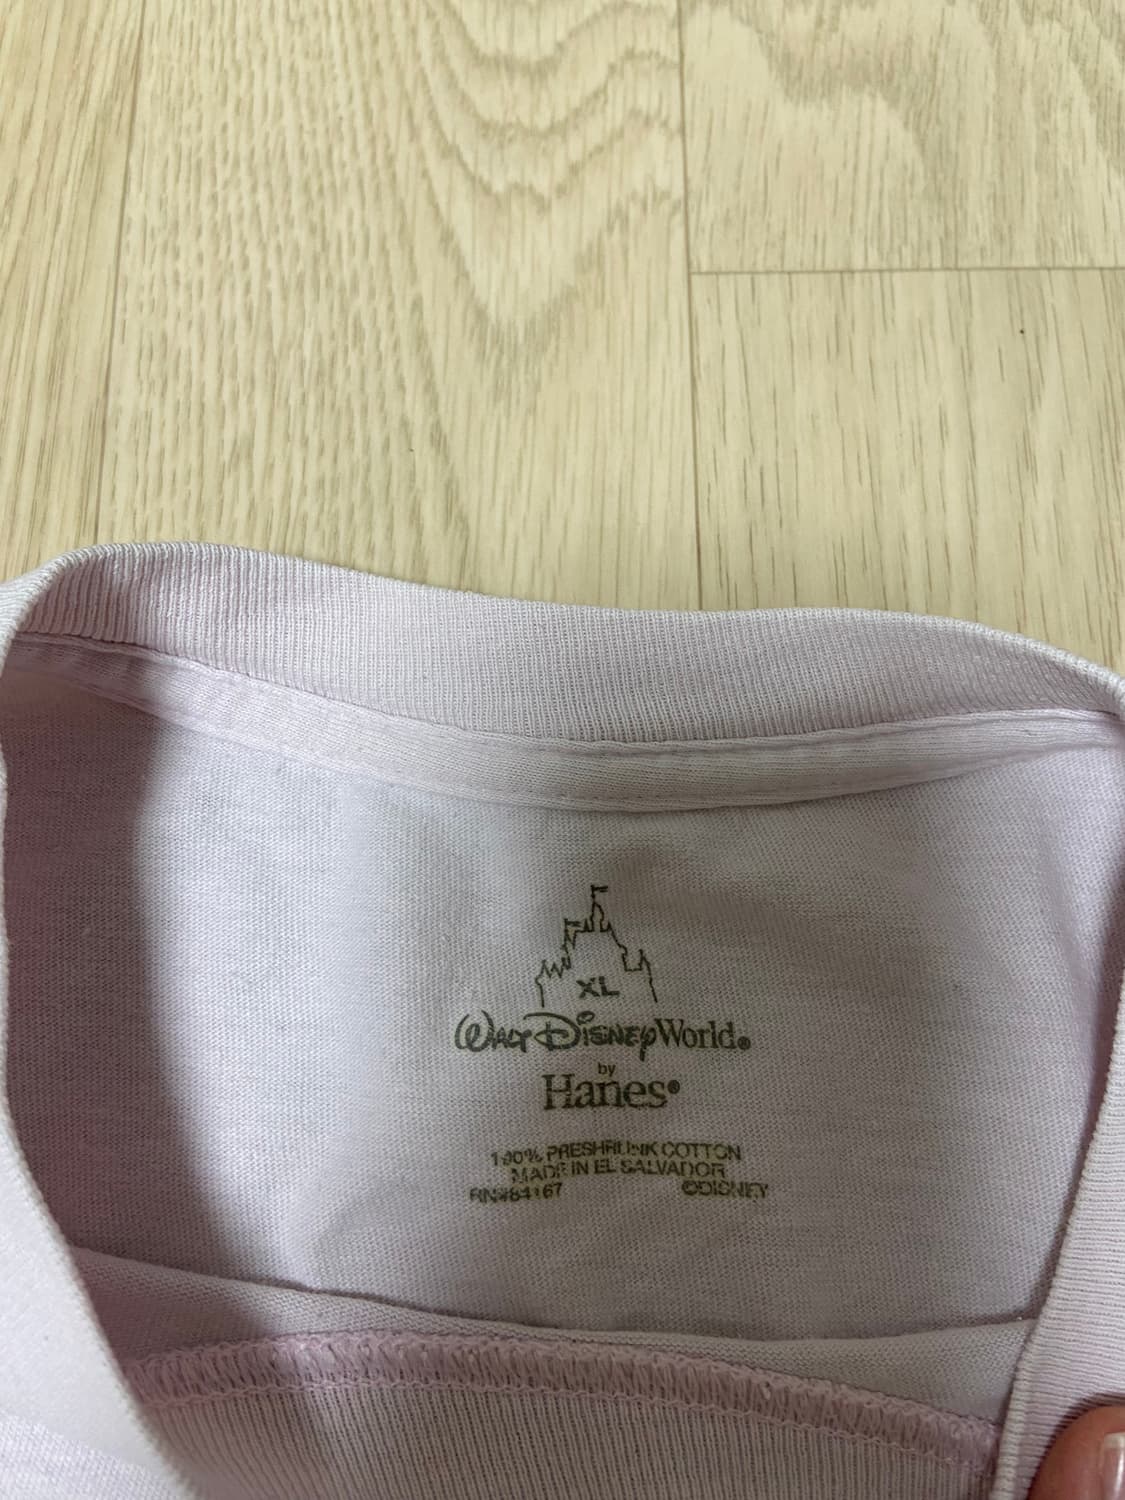 XL
WALT DISNEY World®
by
Hanes®
100% PRESHRUNK COTTON
MADE IN EL SALVADOR
RN#84167 ©DISNEY